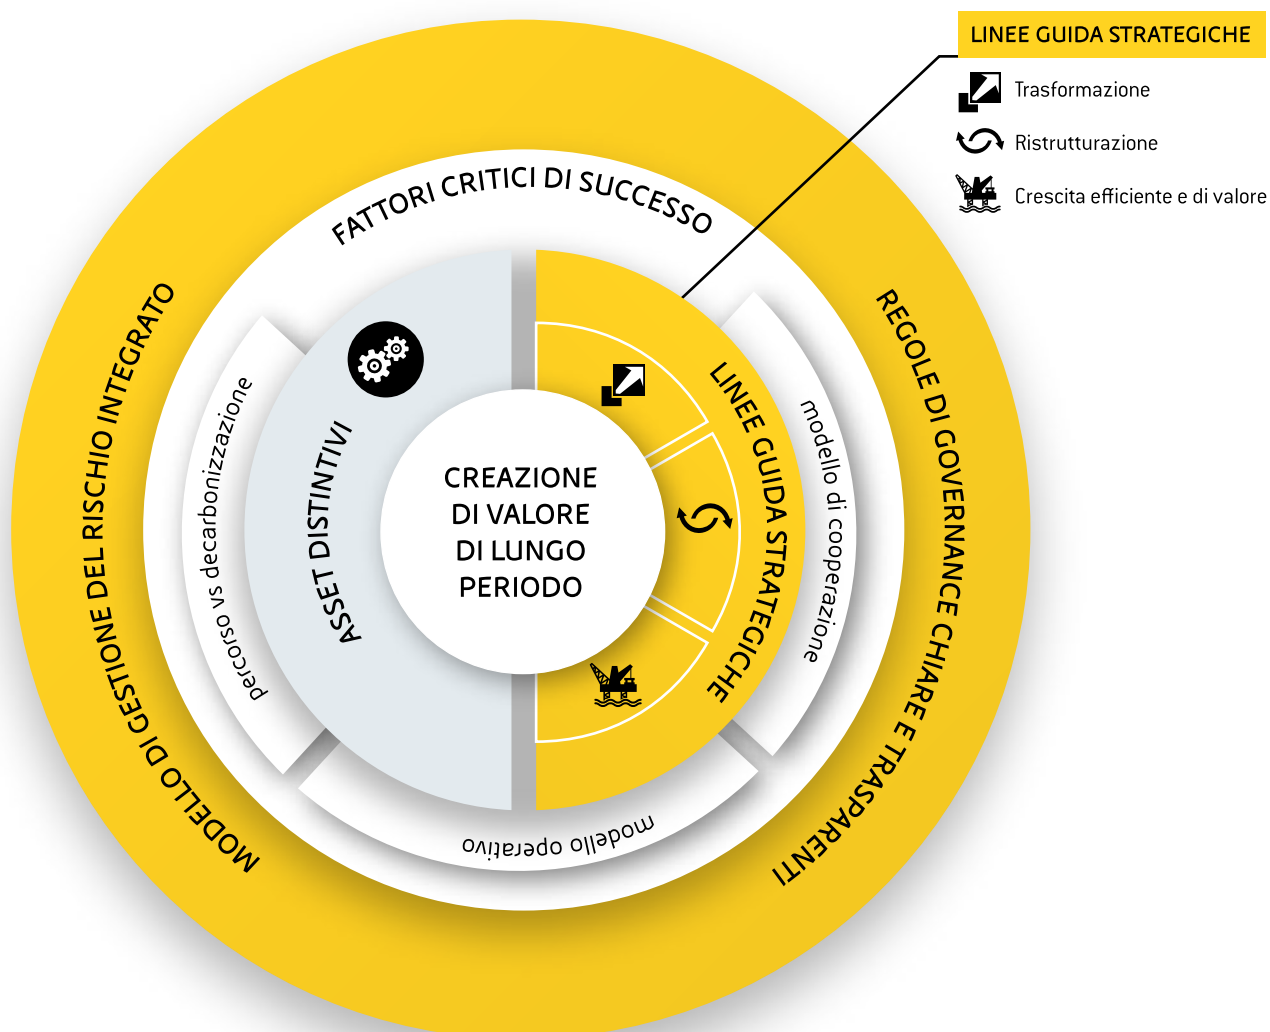 LINEE GUIDA STRATEGICHE
Trasformazione
Ristrutturazione
Crescita efficiente e di valore
FATTORI CRITICI DI SUCCESSO
MODELLO DI GESTIONE DEL RISCHIO INTEGRATO
REGOLE DI GOVERNANCE CHIARE E TRASPARENTI
percorso vs decarbonizzazione
modello di cooperazione
modello operativo
ASSET DISTINTIVI
LINEE GUIDA STRATEGICHE
CREAZIONE
DI VALORE
DI LUNGO
PERIODO